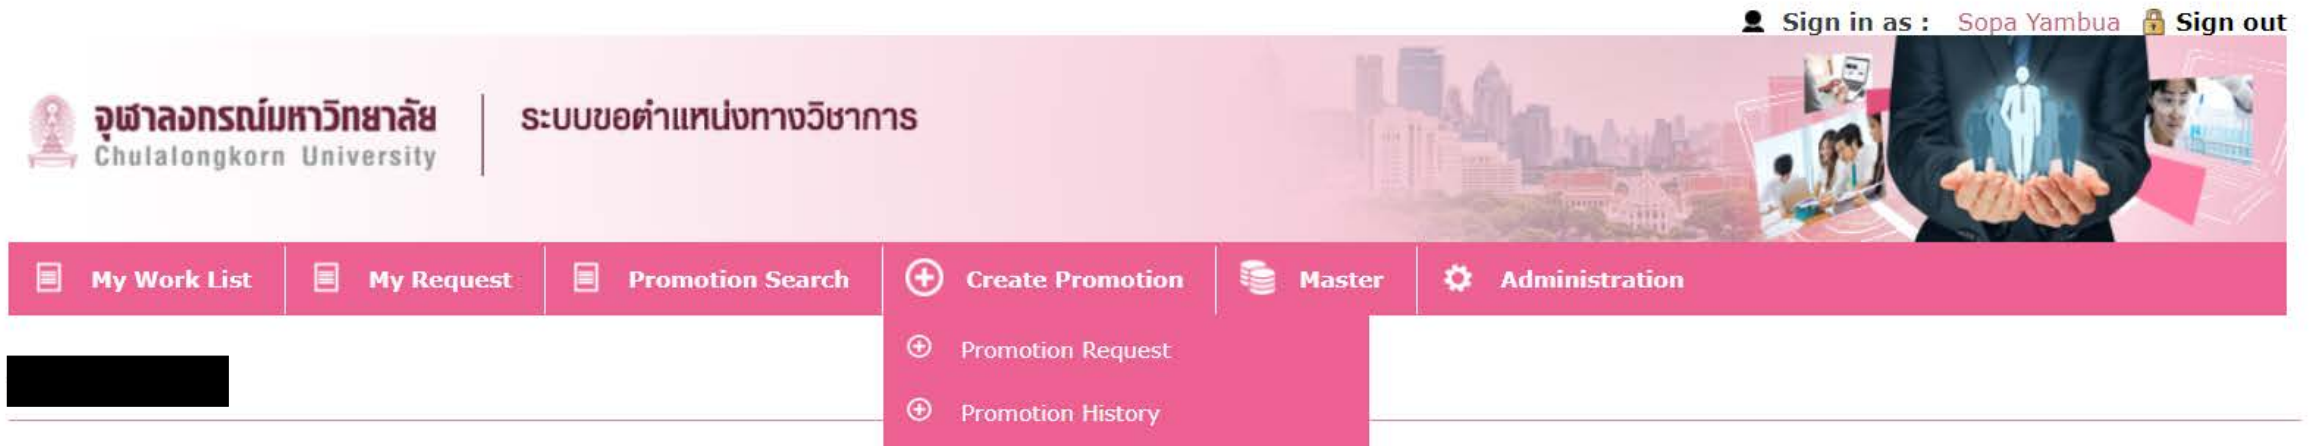 Sign in as : Sopa Yambua Sign out
จุฬาลงกรณ์มหาวิทยาลัย
Chulalongkorn University
ระบบขอตำแหน่งทางวิชาการ
My Work List My Request Promotion Search Create Promotion Master Administration
Promotion Request
Promotion History